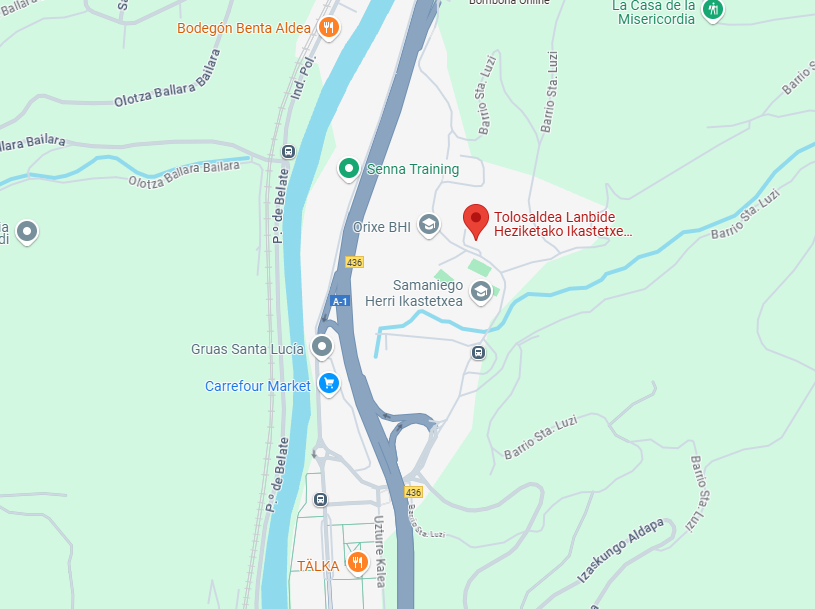 Bombona Online
La Casa de la
Misericordia
Bodegón Benta Aldea
Ind. Pol.
Barrio Sta. Luzi
Barrio Sta. Luzi
Olotza Ballara Bailara
Ballara Bailara
Olotza Ballara Bailara
Senna Training
P.º de Belate
Orixe BHI
Tolosaldea Lanbide
Heziketako Ikastetxe...
Barrio Sta. Luzi
436
A-1
Samaniego
Herri Ikastetxea
Gruas Santa Lucía
Carrefour Market
Barrio Sta. Luzi
P.º de Belate
Barrio Sta. Luzi
436
Barrio Sta. Luzi
Uzturre Kalea
Izaskungo Aldapa
TÄLKA